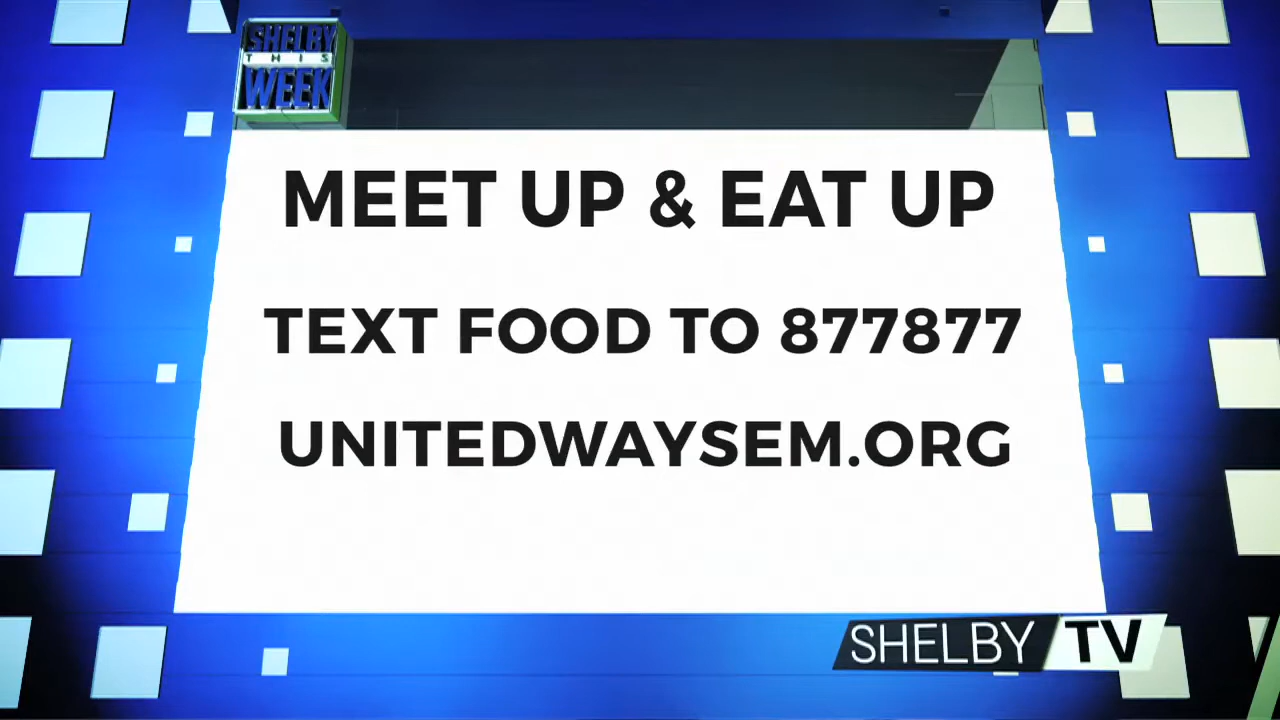 SHELBY
THIS
WEEK
MEET UP & EAT UP
TEXT FOOD TO 877877
UNITEDWAYSEM.ORG
SHELBY TV